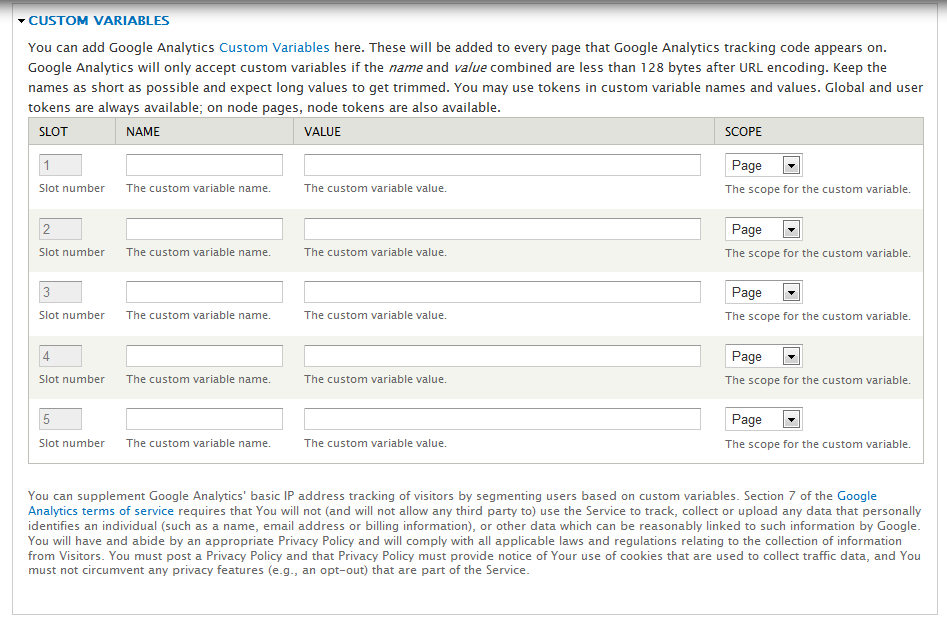 CUSTOM VARIABLES
You can add Google Analytics Custom Variables here. These will be added to every page that Google Analytics tracking code appears on.
Google Analytics will only accept custom variables if the name and value combined are less than 128 bytes after URL encoding. Keep the
names as short as possible and expect long values to get trimmed. You may use tokens in custom variable names and values. Global and user
tokens are always available; on node pages, node tokens are also available.
SLOT NAME VALUE SCOPE
1 Page
Slot number The custom variable name. The custom variable value. The scope for the custom variable.
2 Page
Slot number The custom variable name. The custom variable value. The scope for the custom variable.
3 Page
Slot number The custom variable name. The custom variable value. The scope for the custom variable.
4 Page
Slot number The custom variable name. The custom variable value. The scope for the custom variable.
5 Page
Slot number The custom variable name. The custom variable value. The scope for the custom variable.
You can supplement Google Analytics' basic IP address tracking of visitors by segmenting users based on custom variables. Section 7 of the Google
Analytics terms of service requires that You will not (and will not allow any third party to) use the Service to track, collect or upload any data that personally
identifies an individual (such as a name, email address or billing information), or other data which can be reasonably linked to such information by Google.
You will have and abide by an appropriate Privacy Policy and will comply with all applicable laws and regulations relating to the collection of information
from Visitors. You must post a Privacy Policy and that Privacy Policy must provide notice of Your use of cookies that are used to collect traffic data, and You
must not circumvent any privacy features (e.g., an opt-out) that are part of the Service.